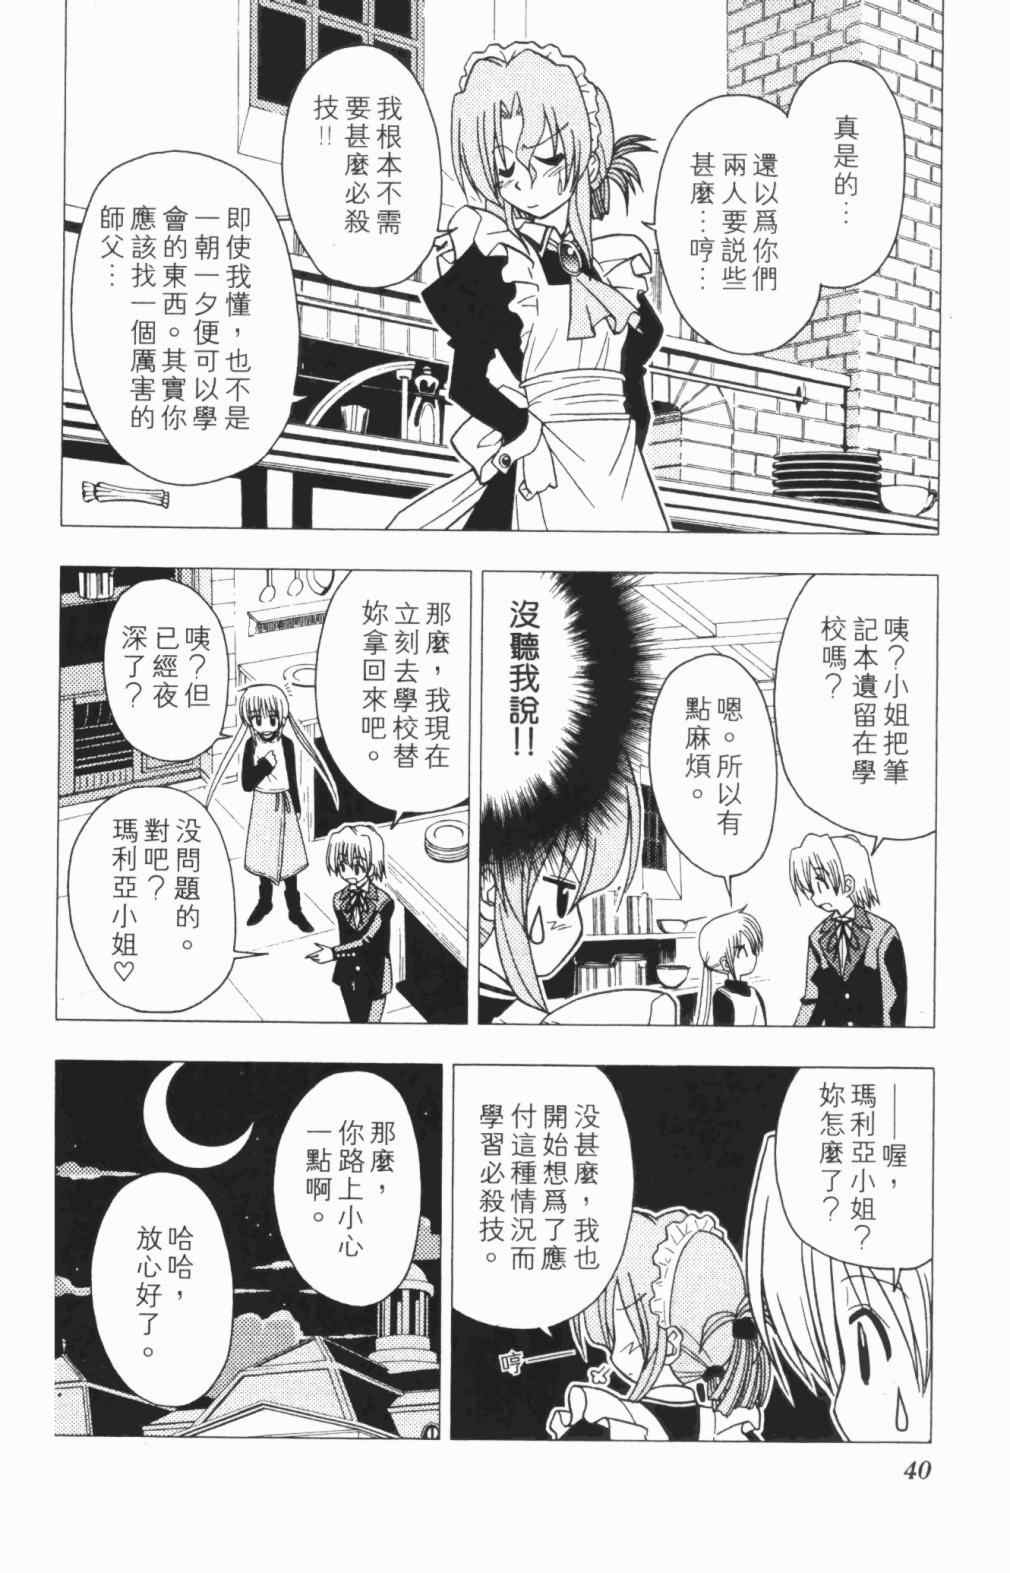 真是的…
還以爲你們
兩人要說些
甚麼…哼…
我根本不需
要甚麼必殺
技!!
即使我懂，也不是
一朝一夕便可以學
會的東西。其實你
應該找一個厲害的
師父…
咦？小姐把筆
記本遺留在學
校嗎？
嗯。所以有
點麻煩。
沒聽我說!!
那麼，我現在
立刻去學校替
妳拿回來吧。
咦？但
已經夜
深了？
沒問題的。
對吧？
瑪利亞小姐♡
——喔，
瑪利亞小姐？
妳怎麼了？
沒甚麼，我也
開始想爲了應
付這種情況而
學習必殺技。
哼—
那麼，
你路上小心
一點啊。
哈哈，
放心好了。
40